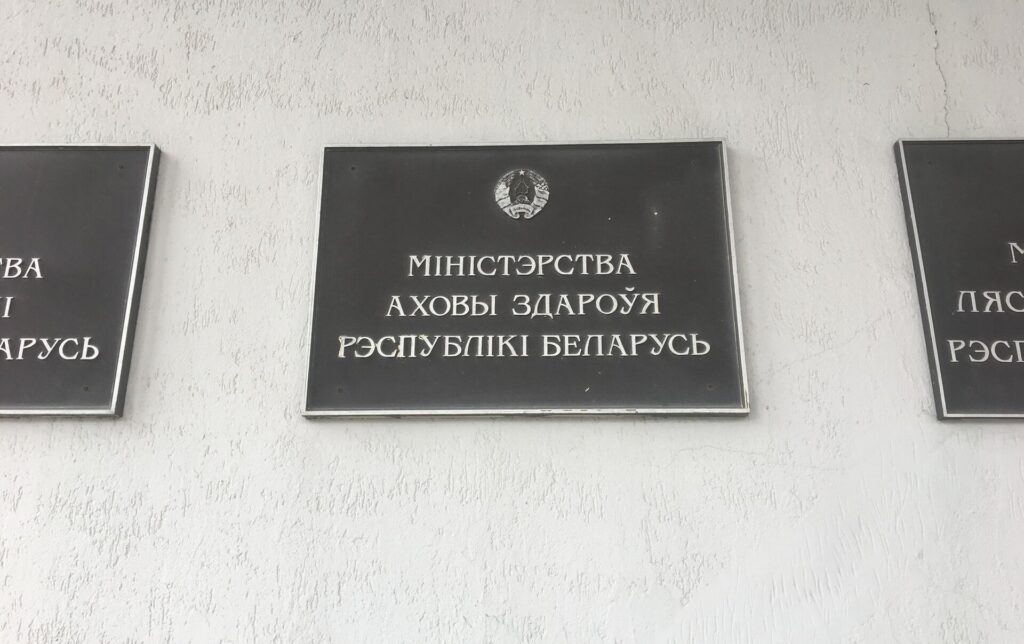 МІНІСТЭРСТВА
АХОВЫ ЗДАРОЎЯ
РЭСПУБЛІКІ БЕЛАРУСЬ